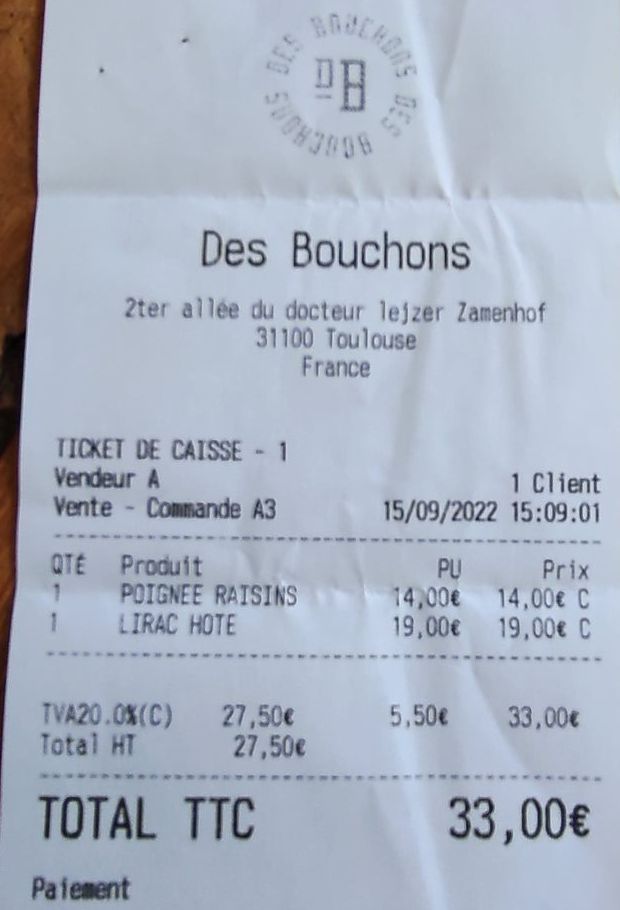 DES BOUCHONS DES BOUCHONS
DB
Des Bouchons
2ter allée du docteur lejzer Zamenhof
31100 Toulouse
France
TICKET DE CAISSE - 1
Vendeur A 1 Client
Vente - Commande A3 15/09/2022 15:09:01
QTÉ Produit PU Prix
1 POIGNEE RAISINS 14,00€ 14,00€ C
1 LIRAC HOTE 19,00€ 19,00€ C
TVA20.0%(C) 27,50€ 5,50€ 33,00€
Total HT 27,50€
TOTAL TTC 33,00€
Paiement